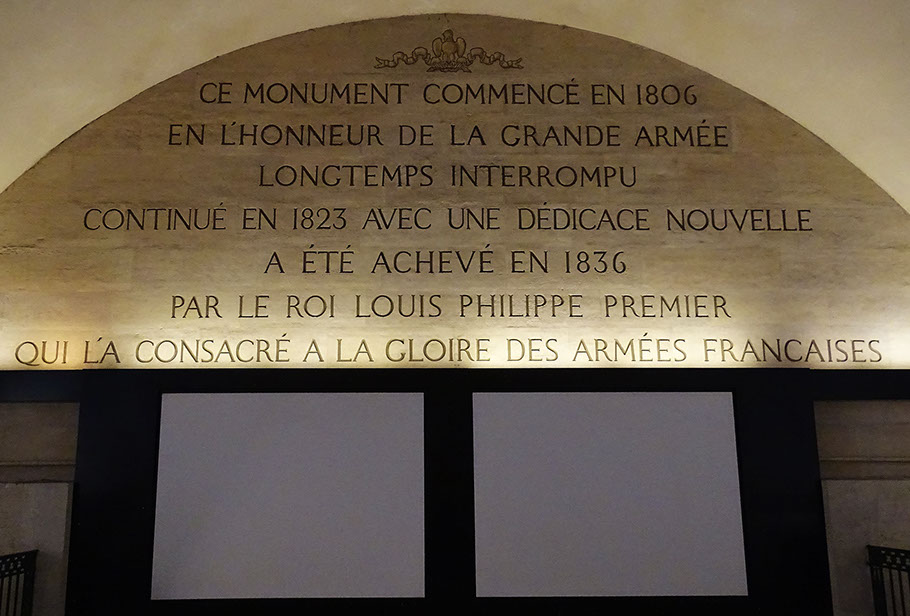 CE MONUMENT COMMENCÉ EN 1806
EN L'HONNEUR DE LA GRANDE ARMÉE
LONGTEMPS INTERROMPU
CONTINUÉ EN 1823 AVEC UNE DÉDICACE NOUVELLE
A ÉTÉ ACHEVÉ EN 1836
PAR LE ROI LOUIS PHILIPPE PREMIER
QUI L'A CONSACRÉ A LA GLOIRE DES ARMÉES FRANCAISES